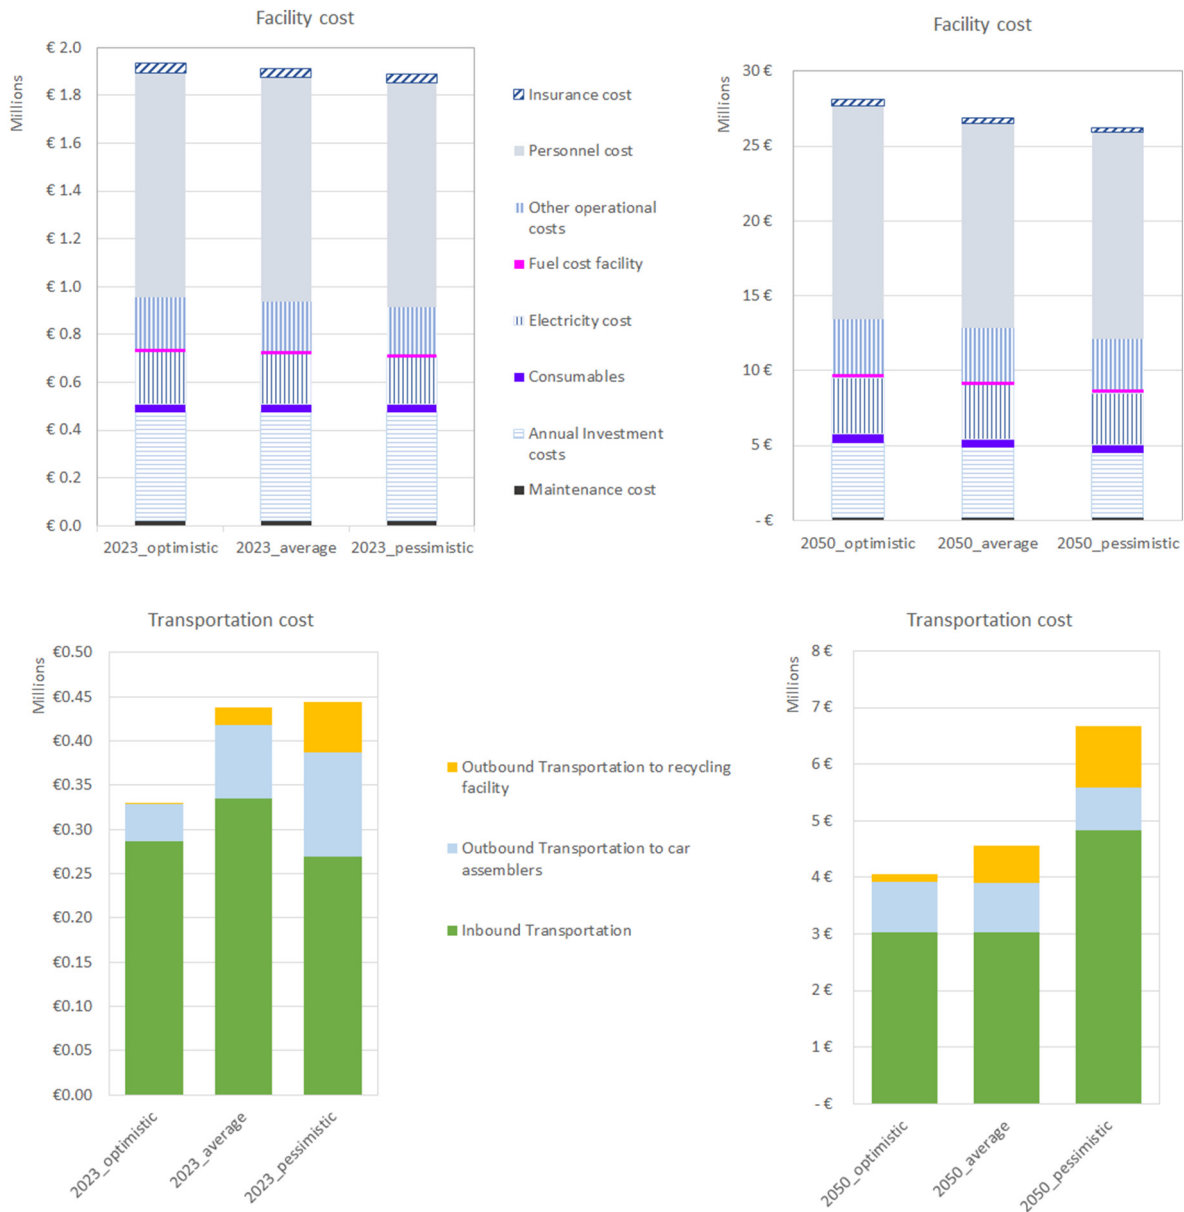 Facility cost
Millions
€ 2.0
€ 1.8
€ 1.6
€ 1.4
€ 1.2
€ 1.0
€ 0.8
€ 0.6
€ 0.4
€ 0.2
€ 0.0
2023_optimistic
2023_average
2023_pessimistic
Insurance cost
Personnel cost
Other operational
costs
Fuel cost facility
Electricity cost
Consumables
Annual Investment
costs
Maintenance cost
Facility cost
Millions
30 €
25 €
20 €
15 €
10 €
5 €
- €
2050_optimistic
2050_average
2050_pessimistic
Transportation cost
Millions
€0.50
€0.45
€0.40
€0.35
€0.30
€0.25
€0.20
€0.15
€0.10
€0.05
€0.00
2023_optimistic
2023_average
2023_pessimistic
Outbound Transportation to recycling
facility
Outbound Transportation to car
assemblers
Inbound Transportation
Transportation cost
Millions
8 €
7 €
6 €
5 €
4 €
3 €
2 €
1 €
- €
2050_optimistic
2050_average
2050_pessimistic